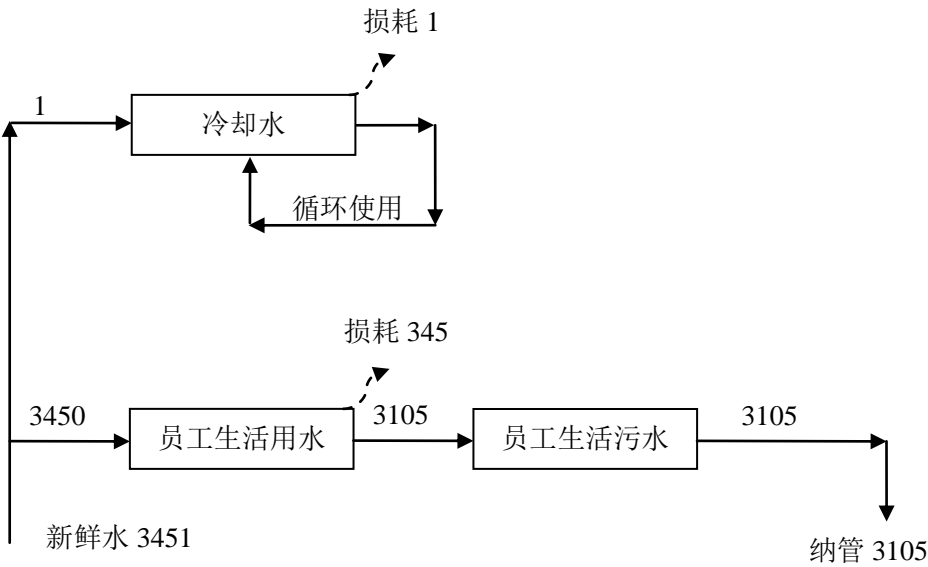 损耗 1
1
冷却水
循环使用
损耗 345
3450
员工生活用水
3105
员工生活污水
3105
新鲜水 3451
纳管 3105